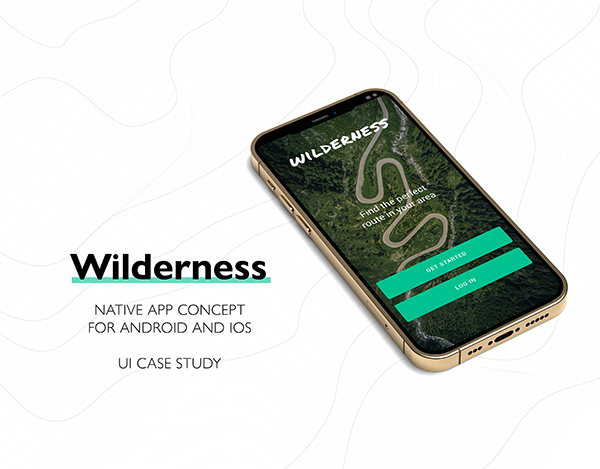 Wilderness
NATIVE APP CONCEPT
FOR ANDROID AND IOS
UI CASE STUDY
WILDERNESS
Find the perfect
route in your area
GET STARTED
LOG IN